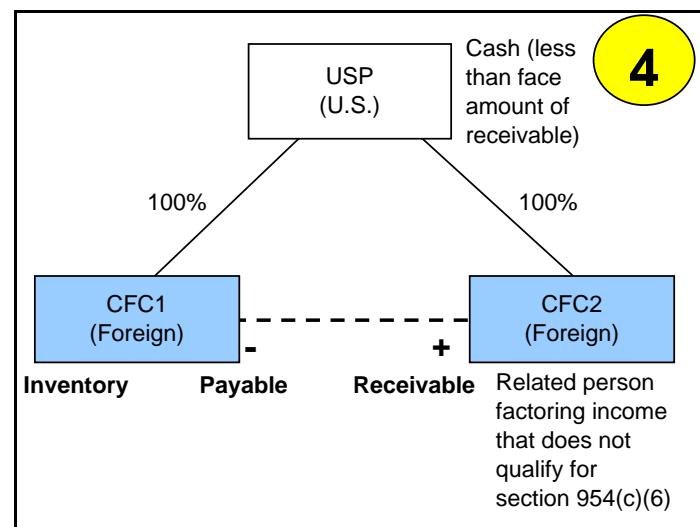 4
Cash (less
than face
amount of
receivable)
USP
(U.S.)
100%
100%
CFC1
(Foreign)
CFC2
(Foreign)
-
+
Inventory
Payable
Receivable
Related person
factoring income
that does not
qualify for
section 954(c)(6)